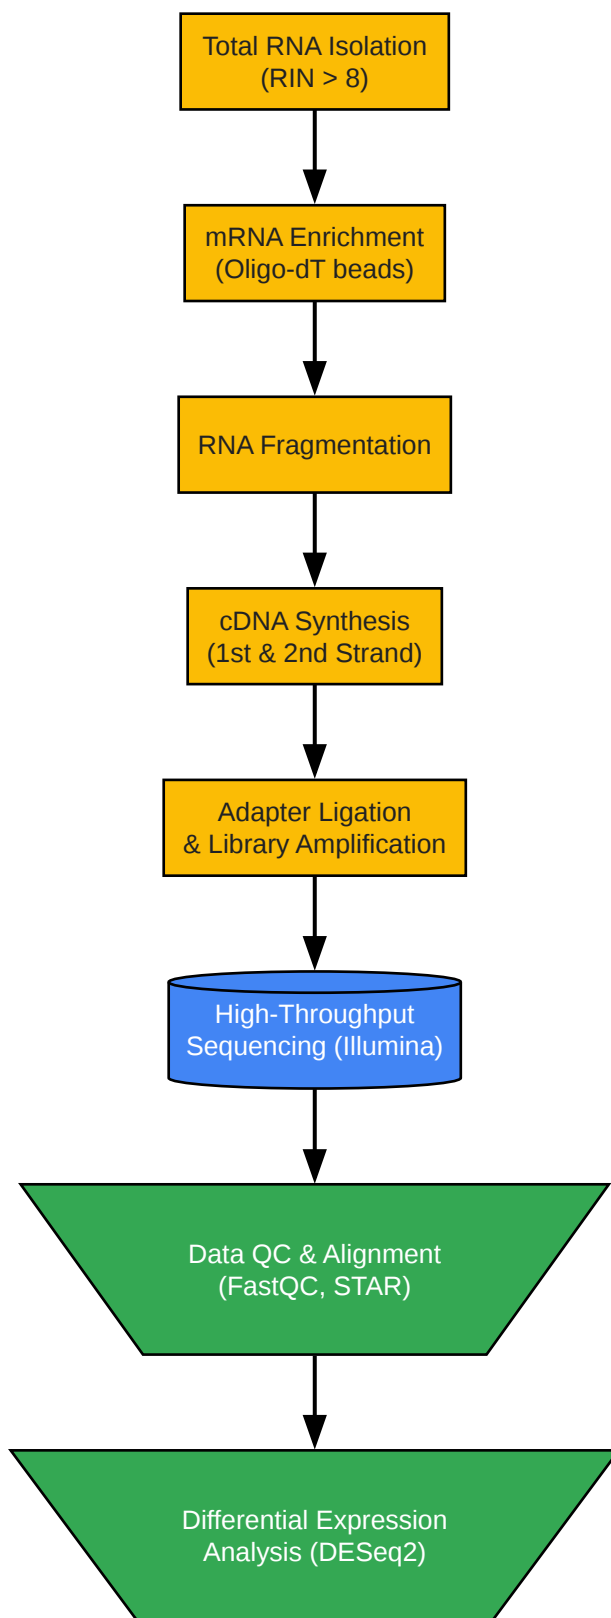 Total RNA Isolation
(RIN > 8)
mRNA Enrichment
(Oligo-dT beads)
RNA Fragmentation
cDNA Synthesis
(1st & 2nd Strand)
Adapter Ligation
& Library Amplification
High-Throughput
Sequencing (Illumina)
Data QC & Alignment
(FastQC, STAR)
Differential Expression
Analysis (DESeq2)